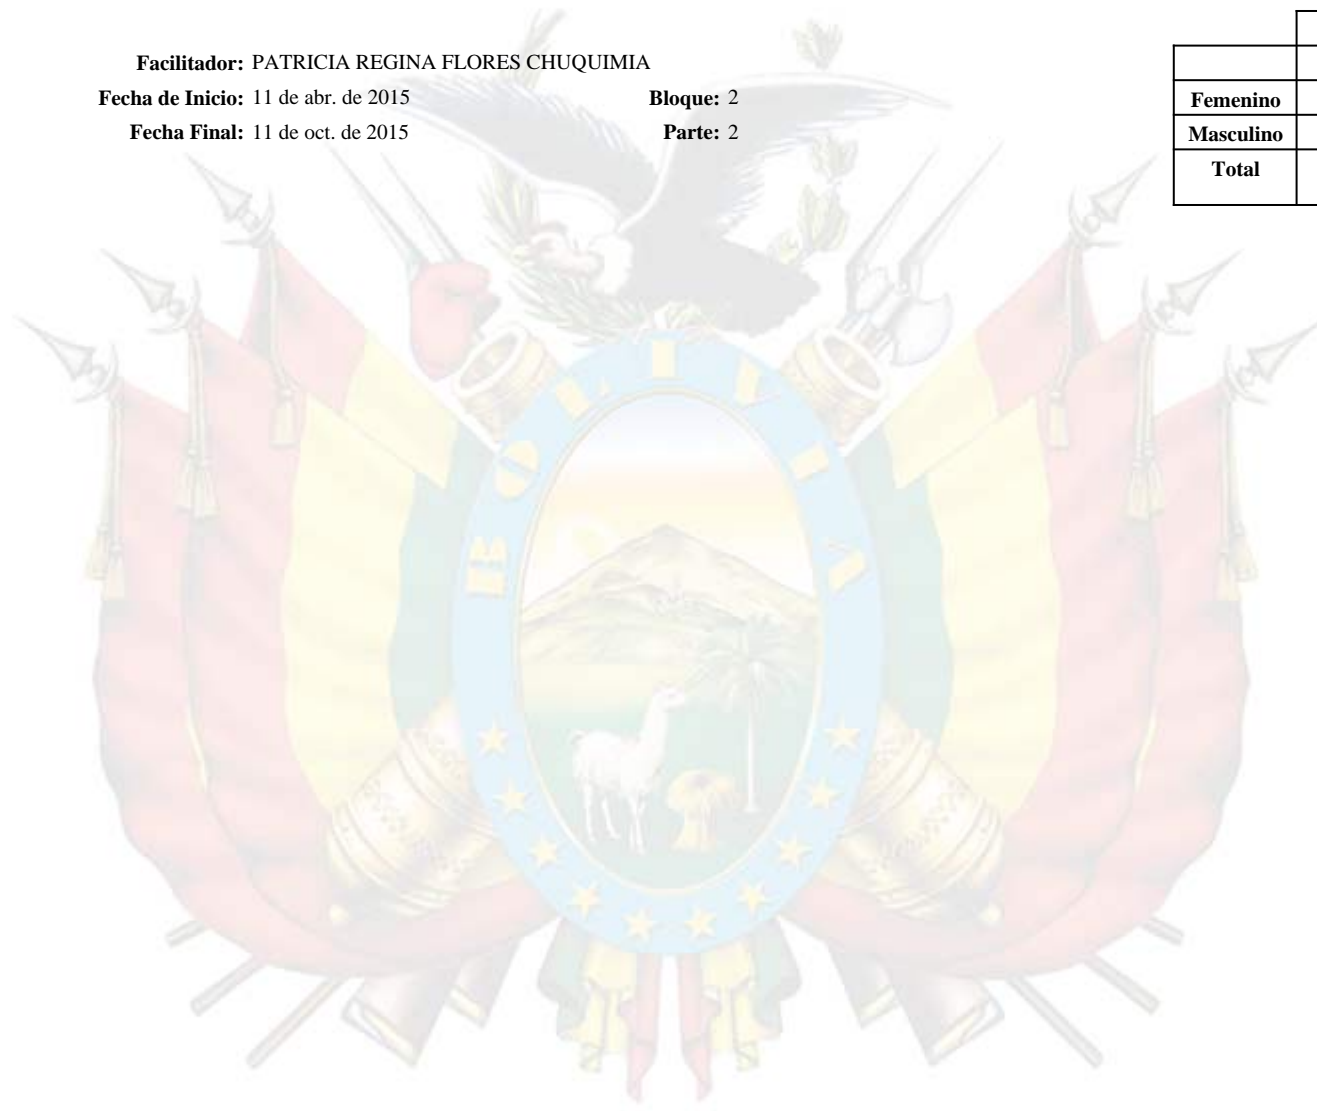 Facilitador: PATRICIA REGINA FLORES CHUQUIMIA
Fecha de Inicio: 11 de abr. de 2015 Bloque: 2
Fecha Final: 11 de oct. de 2015 Parte: 2
Femenino
Masculino
Total
BOLIVIA